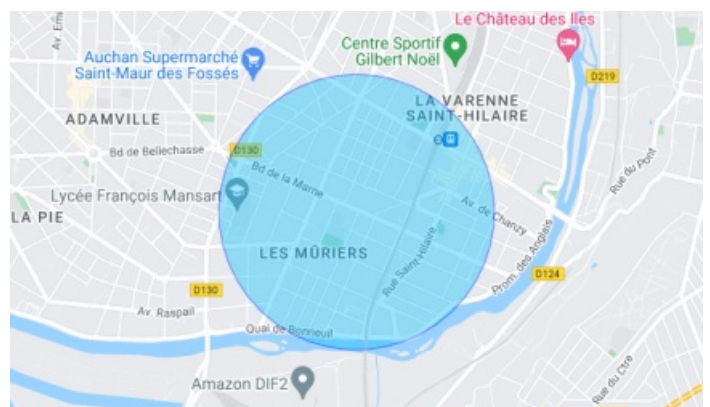 Le Château des Iles
Av. Em
Centre Sportif
Gilbert Noël
Auchan Supermarché
Saint-Maur des Fossés
D219
LA VARENNE
SAINT-HILAIRE
ADAMVILLE
Bd de Bellechasse
D130
Bd de la Marne
Rue du Pont
Lycée François Mansart
LA PIE
Av. de Chanzy
LES MÛRIERS
Rue Saint-Hilaire
Prom. des Anglais
D124
D130
Av. Raspail
Quai de Bonneuil
Amazon DIF2
Rue du Ctre